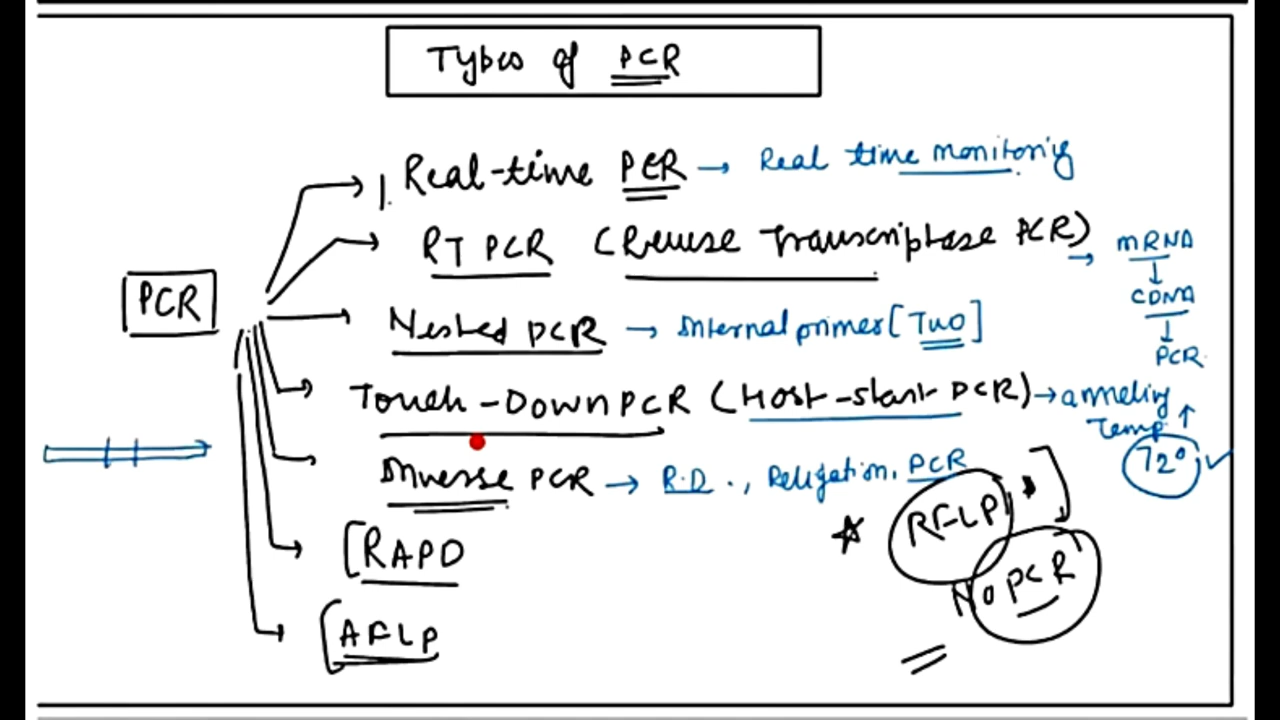 Types of PCR
1. Real-time PCR → Real time monitoring
RT PCR (Reverse Transcriptase PCR) →
mRNA
↓
cDNA
↓
PCR
PCR
Nested PCR → Internal primer [Two]
Touch-Down PCR (Host-start PCR) → anneling
Temp ↑
72°
Inverse PCR → R.D., Religation, PCR
RFLP
No PCR
[RAPD
[AFLP